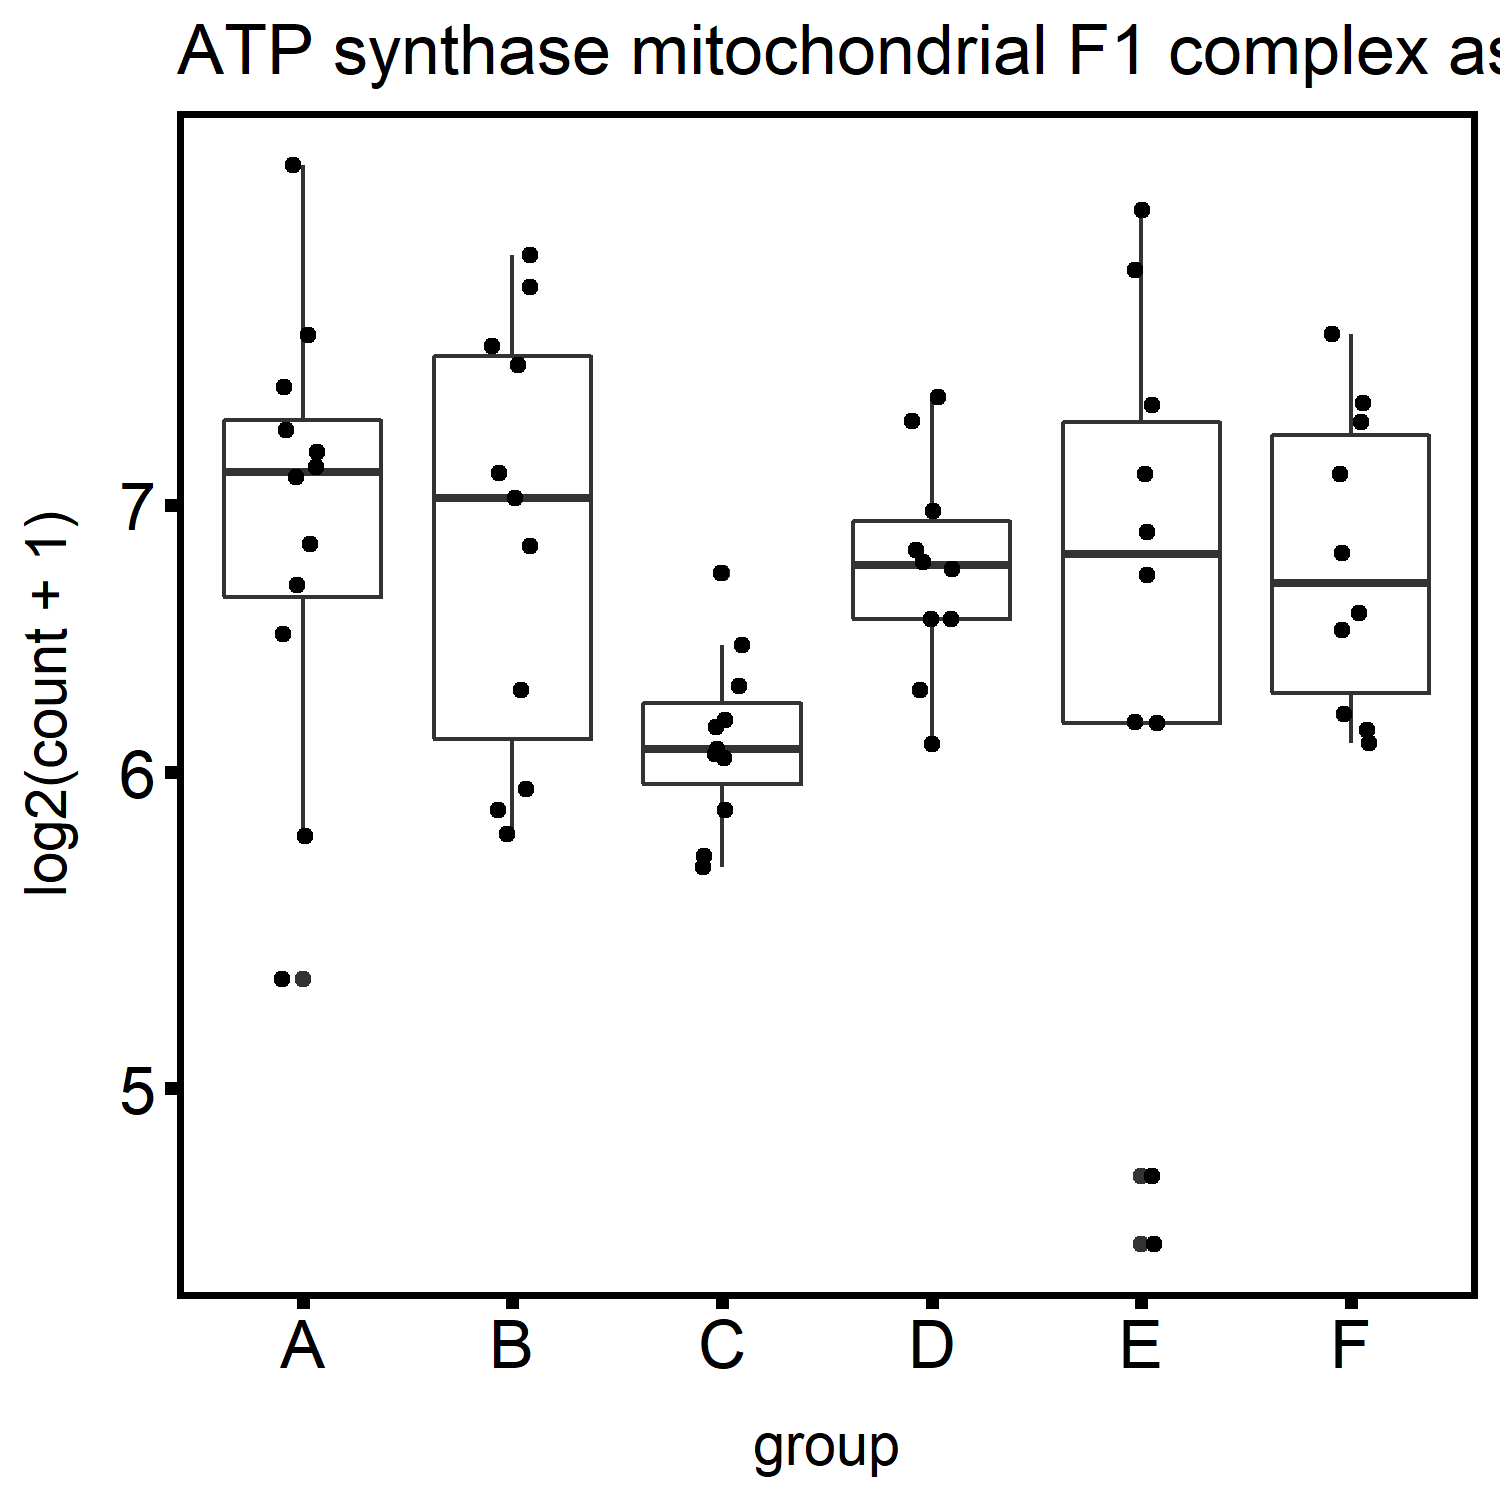 ATP synthase mitochondrial F1 complex as
log2(count + 1)
7
6
5
A B C D E F
group